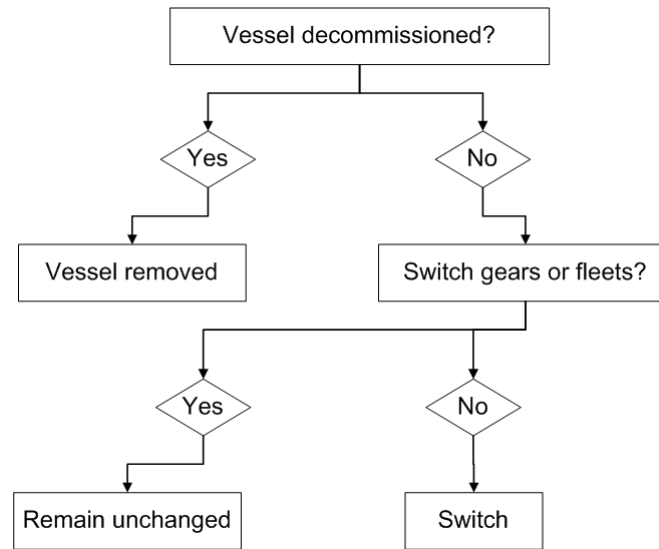 Vessel decommissioned?
Yes
No
Vessel removed
Switch gears or fleets?
Yes
No
Remain unchanged
Switch